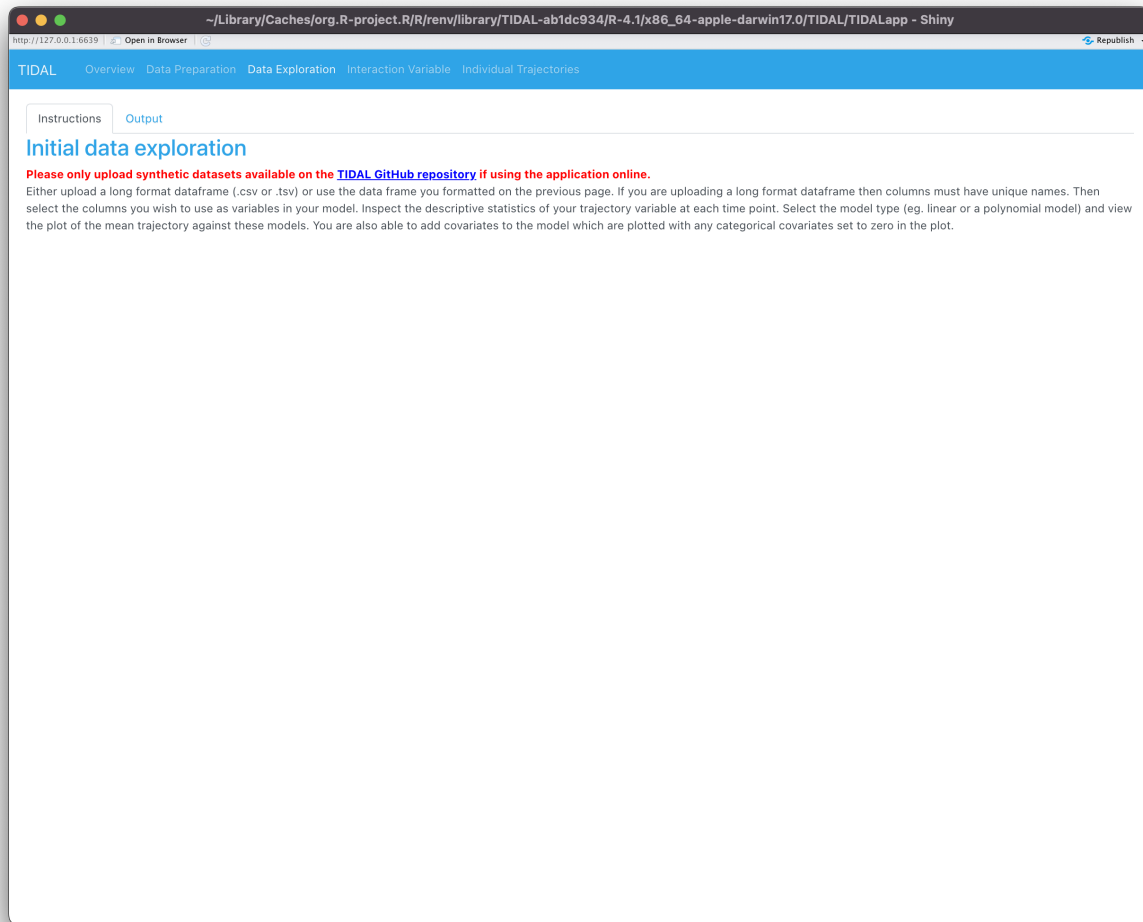 ~/Library/Caches/org.R-project.R/R/renv/library/TIDAL-ab1dc934/R-4.1/x86_64-apple-darwin17.0/TIDAL/TIDALapp - Shiny
http://127.0.0.1:6639 Open in Browser Republish
TIDAL Overview Data Preparation Data Exploration Interaction Variable Individual Trajectories
Instructions Output
Initial data exploration
Please only upload synthetic datasets available on the TIDAL GitHub repository if using the application online.
Either upload a long format dataframe (.csv or .tsv) or use the data frame you formatted on the previous page. If you are uploading a long format dataframe then columns must have unique names. Then
select the columns you wish to use as variables in your model. Inspect the descriptive statistics of your trajectory variable at each time point. Select the model type (eg. linear or a polynomial model) and view
the plot of the mean trajectory against these models. You are also able to add covariates to the model which are plotted with any categorical covariates set to zero in the plot.